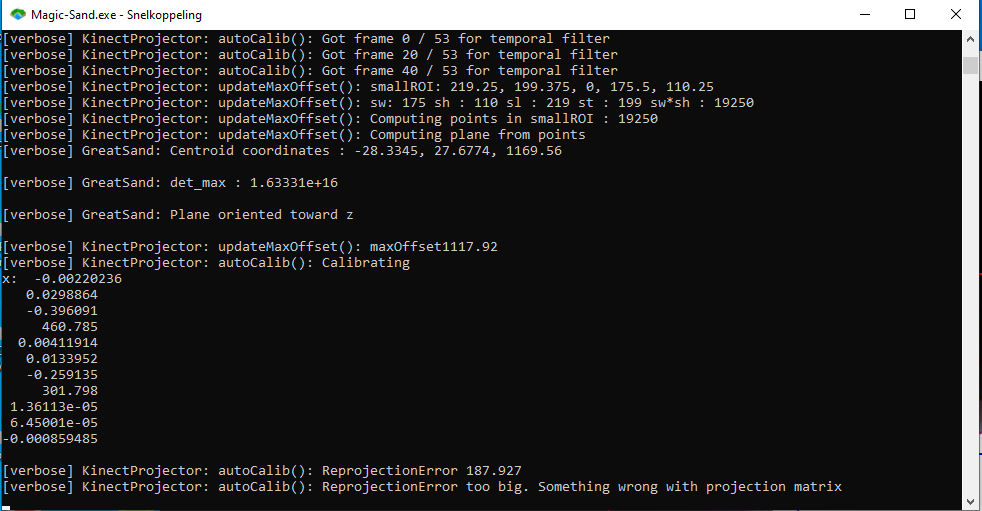 Magic-Sand.exe - Snelkoppeling
[verbose] KinectProjector: autoCalib(): Got frame 0 / 53 for temporal filter
[verbose] KinectProjector: autoCalib(): Got frame 20 / 53 for temporal filter
[verbose] KinectProjector: autoCalib(): Got frame 40 / 53 for temporal filter
[verbose] KinectProjector: updateMaxOffset(): smallROI: 219.25, 199.375, 0, 175.5, 110.25
[verbose] KinectProjector: updateMaxOffset(): sw: 175 sh : 110 sl : 219 st : 199 sw*sh : 19250
[verbose] KinectProjector: updateMaxOffset(): Computing points in smallROI : 19250
[verbose] KinectProjector: updateMaxOffset(): Computing plane from points
[verbose] GreatSand: Centroid coordinates : -28.3345, 27.6774, 1169.56
[verbose] GreatSand: det_max : 1.63331e+16
[verbose] GreatSand: Plane oriented toward z
[verbose] KinectProjector: updateMaxOffset(): maxOffset1117.92
[verbose] KinectProjector: autoCalib(): Calibrating
x:  -0.00220236
0.0298864
-0.396091
460.785
0.00411914
0.0133952
-0.259135
301.798
1.36113e-05
6.45001e-05
-0.000859485
[verbose] KinectProjector: autoCalib(): ReprojectionError 187.927
[verbose] KinectProjector: autoCalib(): ReprojectionError too big. Something wrong with projection matrix